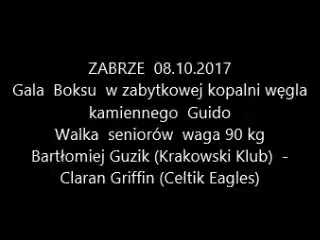 ZABRZE 08.10.2017
Gala Boksu w zabytkowej kopalni węgla
kamiennego Guido
Walka seniorów waga 90 kg
Bartłomiej Guzik (Krakowski Klub) -
Claran Griffin (Celtik Eagles)